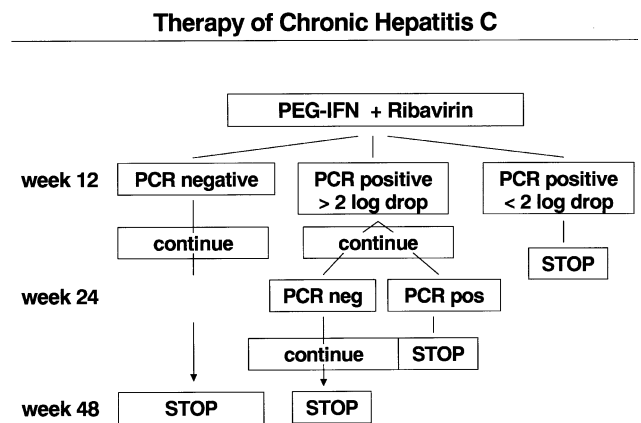 Therapy of Chronic Hepatitis C
PEG-IFN + Ribavirin
week 12
PCR negative
PCR positive
> 2 log drop
PCR positive
< 2 log drop
continue
continue
STOP
week 24
PCR neg
PCR pos
continue
STOP
week 48
STOP
STOP